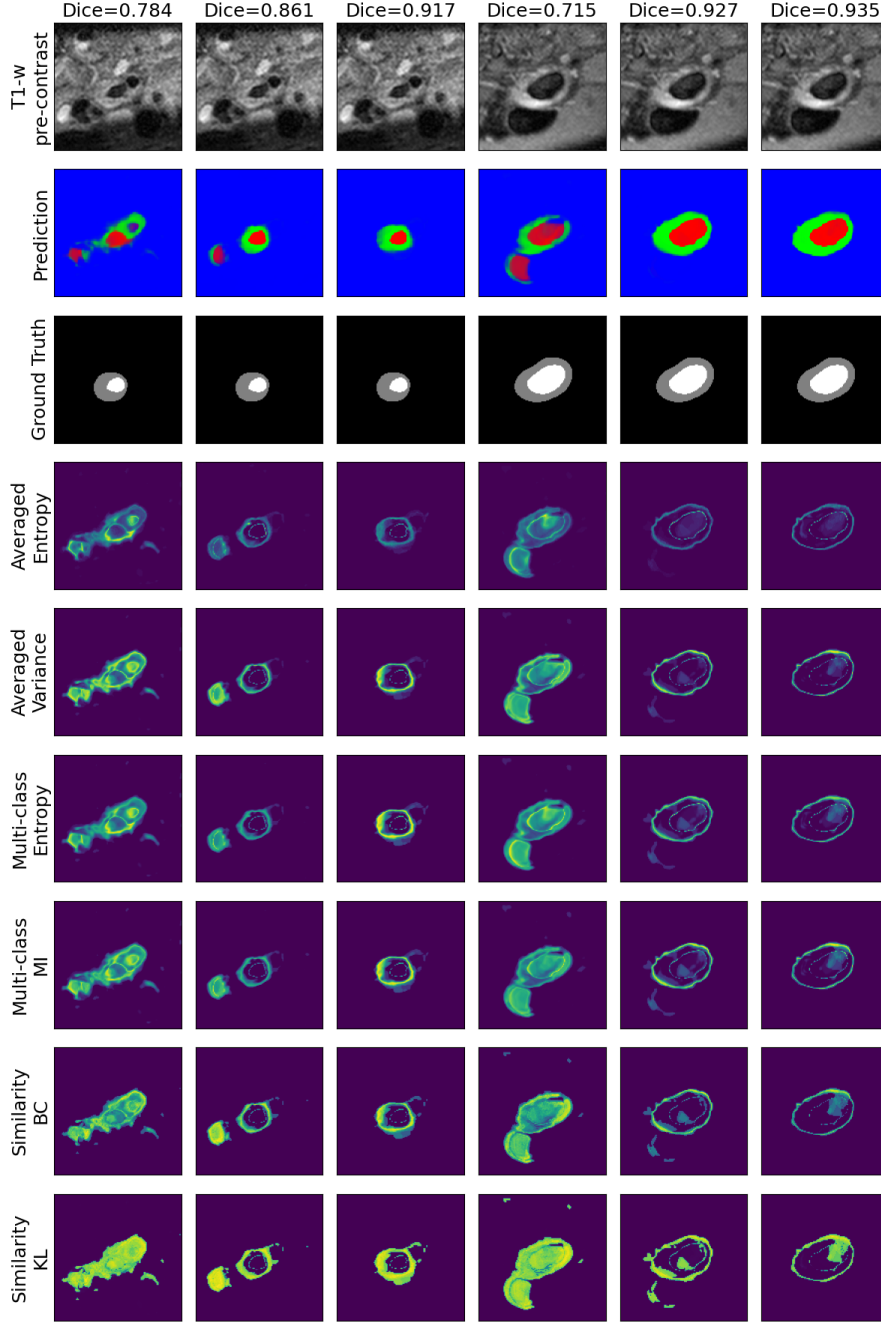 Dice=0.784 Dice=0.861 Dice=0.917 Dice=0.715 Dice=0.927 Dice=0.935
T1-w
pre-contrast
Prediction
Ground Truth
Averaged
Entropy
Averaged
Variance
Multi-class
Entropy
Multi-class
MI
Similarity
BC
Similarity
KL